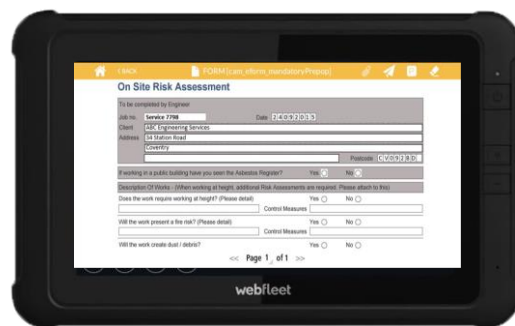 ‹ BACK FORM [cam_eform_mandatoryPrepop]
On Site Risk Assessment
To be completed by Engineer
Job no. Service 7798 Date 24092015
Client ABC Engineering Services
Address 34 Station Road
Coventry
Postcode CV092BD
If working in a public building have you seen the Asbestos Register? Yes No
Description Of Works - (When working at height, additional Risk Assessments are required. Please attach to this)
Does the work require working at height? (Please detail) Yes No
Control Measures
Will the work present a fire risk? (Please detail) Yes No
Control Measures
Will the work create dust / debris? Yes No
<< Page 1 of 1 >>
webfleet